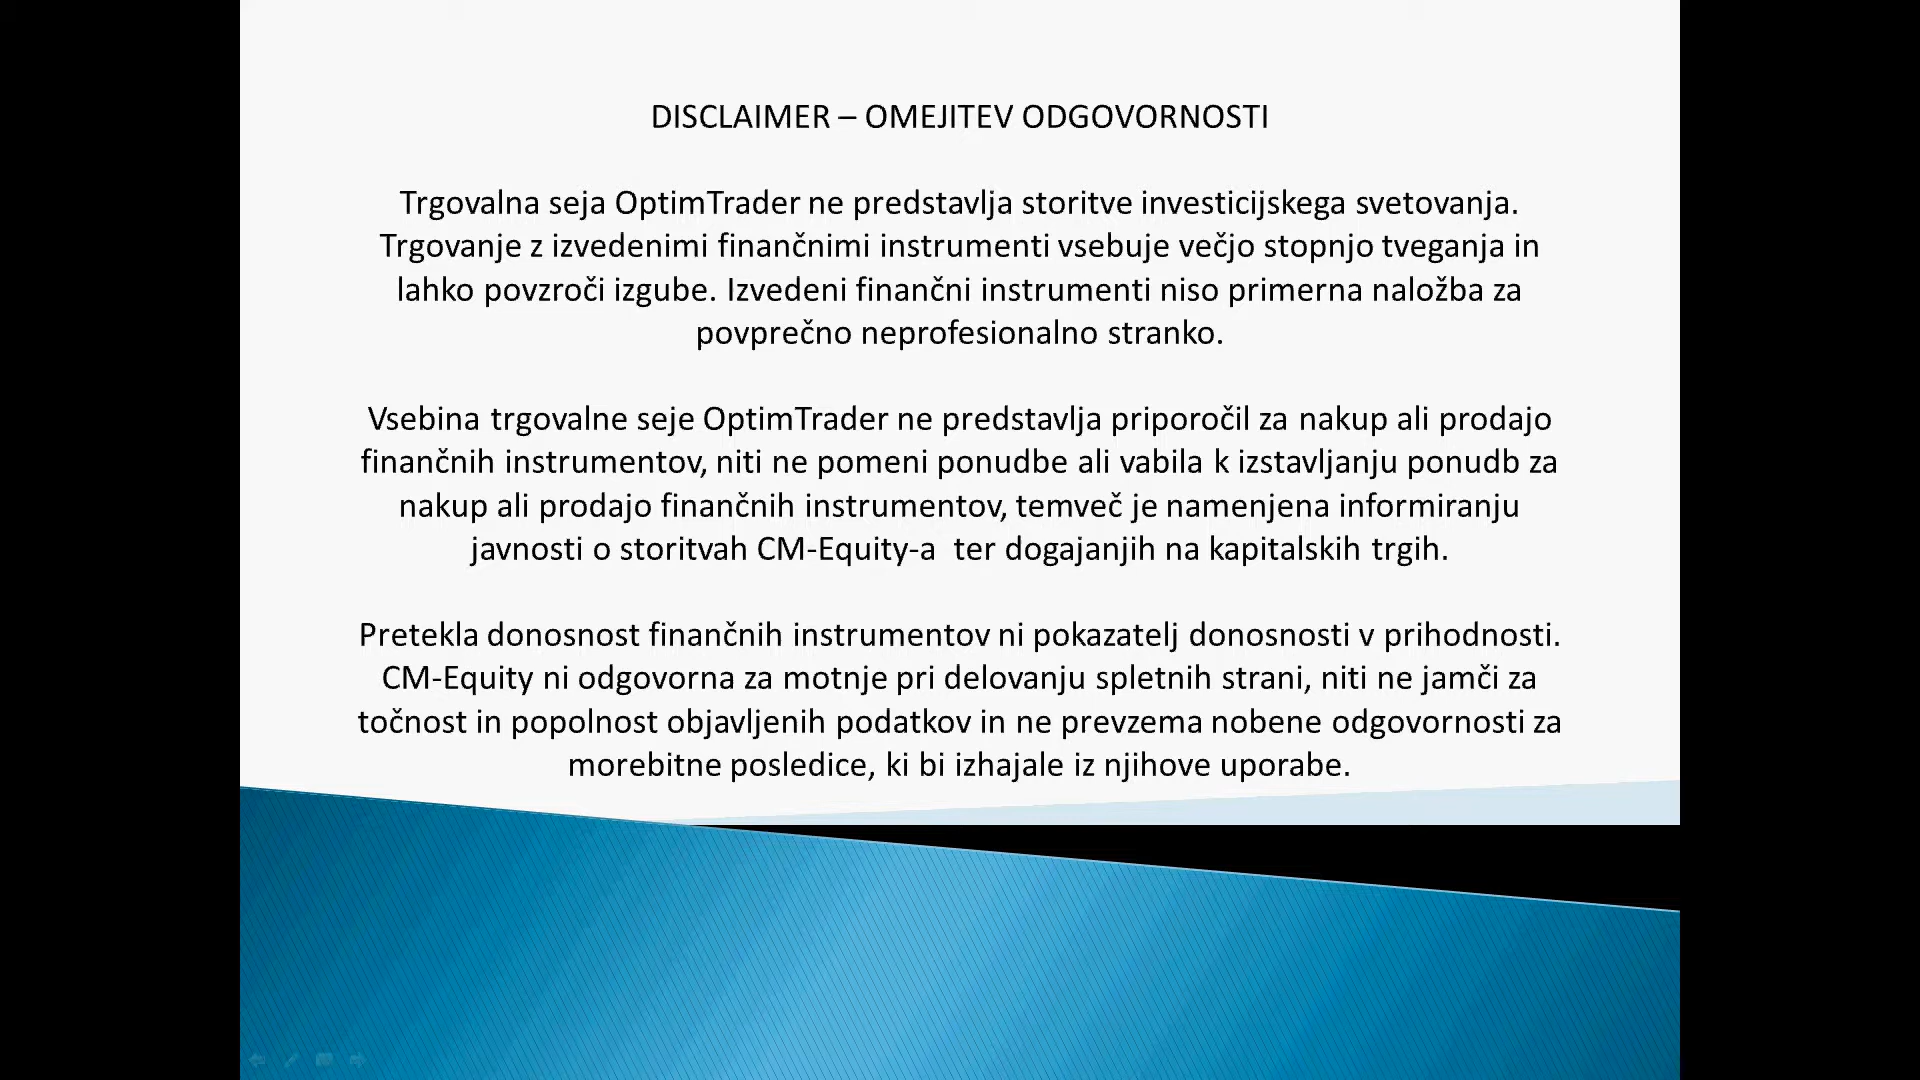 DISCLAIMER – OMEJITEV ODGOVORNOSTI
Trgovalna seja OptimTrader ne predstavlja storitve investicijskega svetovanja.
Trgovanje z izvedenimi finančnimi instrumenti vsebuje večjo stopnjo tveganja in
lahko povzroči izgube. Izvedeni finančni instrumenti niso primerna naložba za
povprečno neprofesionalno stranko.
Vsebina trgovalne seje OptimTrader ne predstavlja priporočil za nakup ali prodajo
finančnih instrumentov, niti ne pomeni ponudbe ali vabila k izstavljanju ponudb za
nakup ali prodajo finančnih instrumentov, temveč je namenjena informiranju
javnosti o storitvah CM-Equity-a ter dogajanjih na kapitalskih trgih.
Pretekla donosnost finančnih instrumentov ni pokazatelj donosnosti v prihodnosti.
CM-Equity ni odgovorna za motnje pri delovanju spletnih strani, niti ne jamči za
točnost in popolnost objavljenih podatkov in ne prevzema nobene odgovornosti za
morebitne posledice, ki bi izhajale iz njihove uporabe.